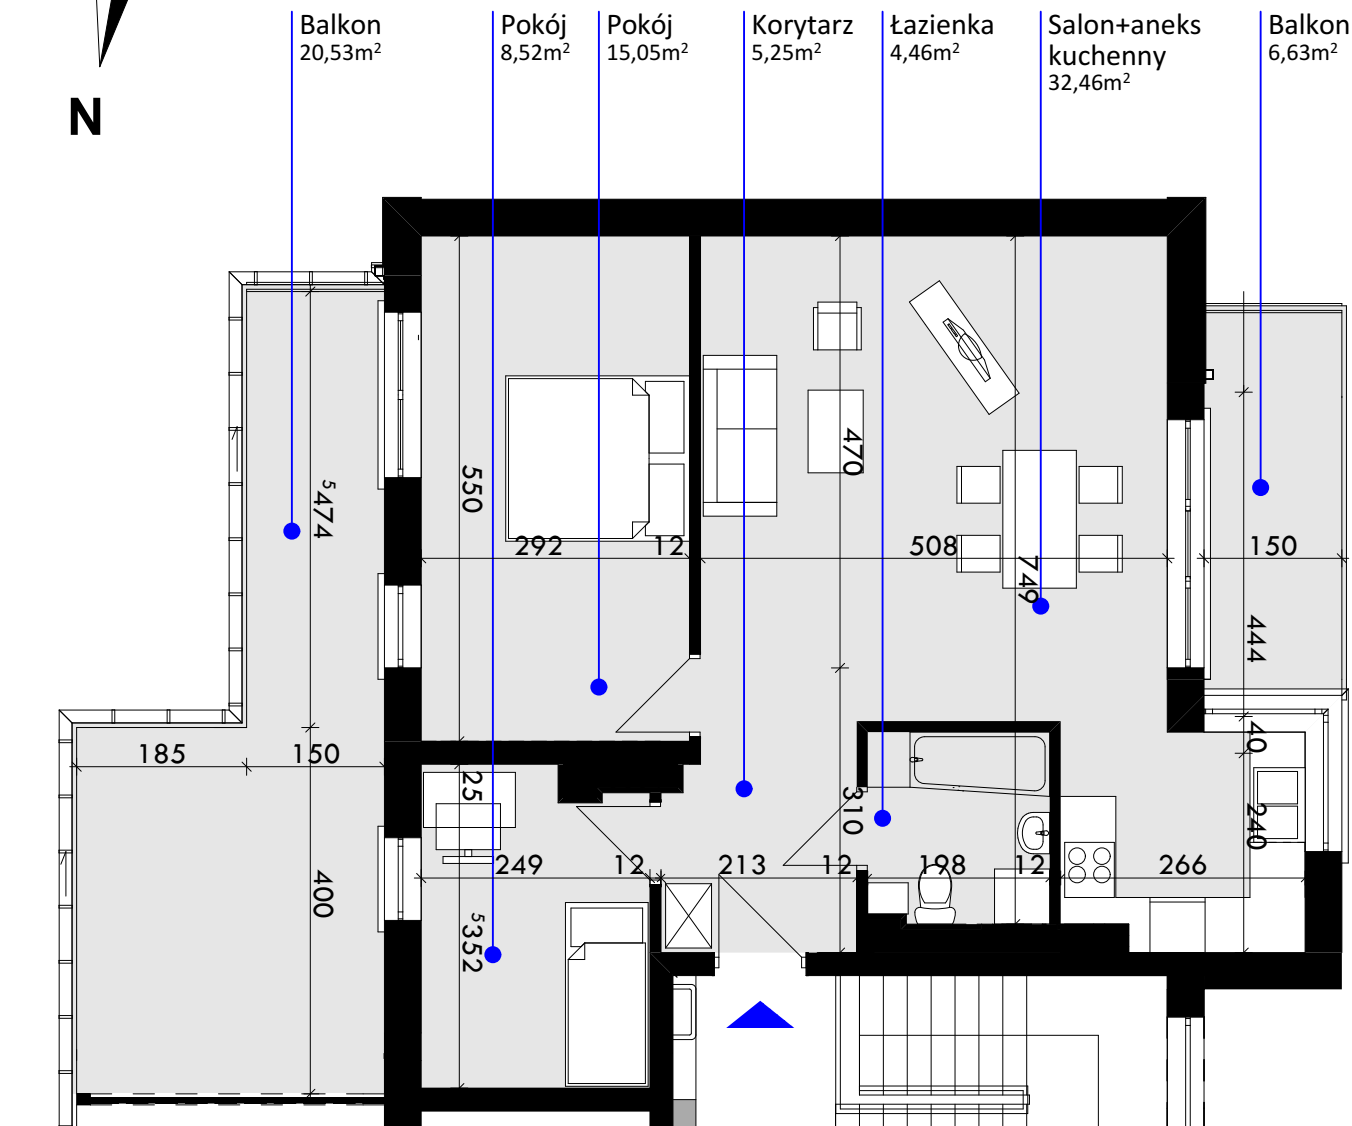 Balkon
20,53m²
Pokój
8,52m²
Pokój
15,05m²
Korytarz
5,25m²
Łazienka
4,46m²
Salon+aneks
kuchenny
32,46m²
Balkon
6,63m²
N
550
470
474⁵
292
12
508
749
150
444
185
150
25
310
40
240
249
12
213
12
198
12
266
400
352⁵